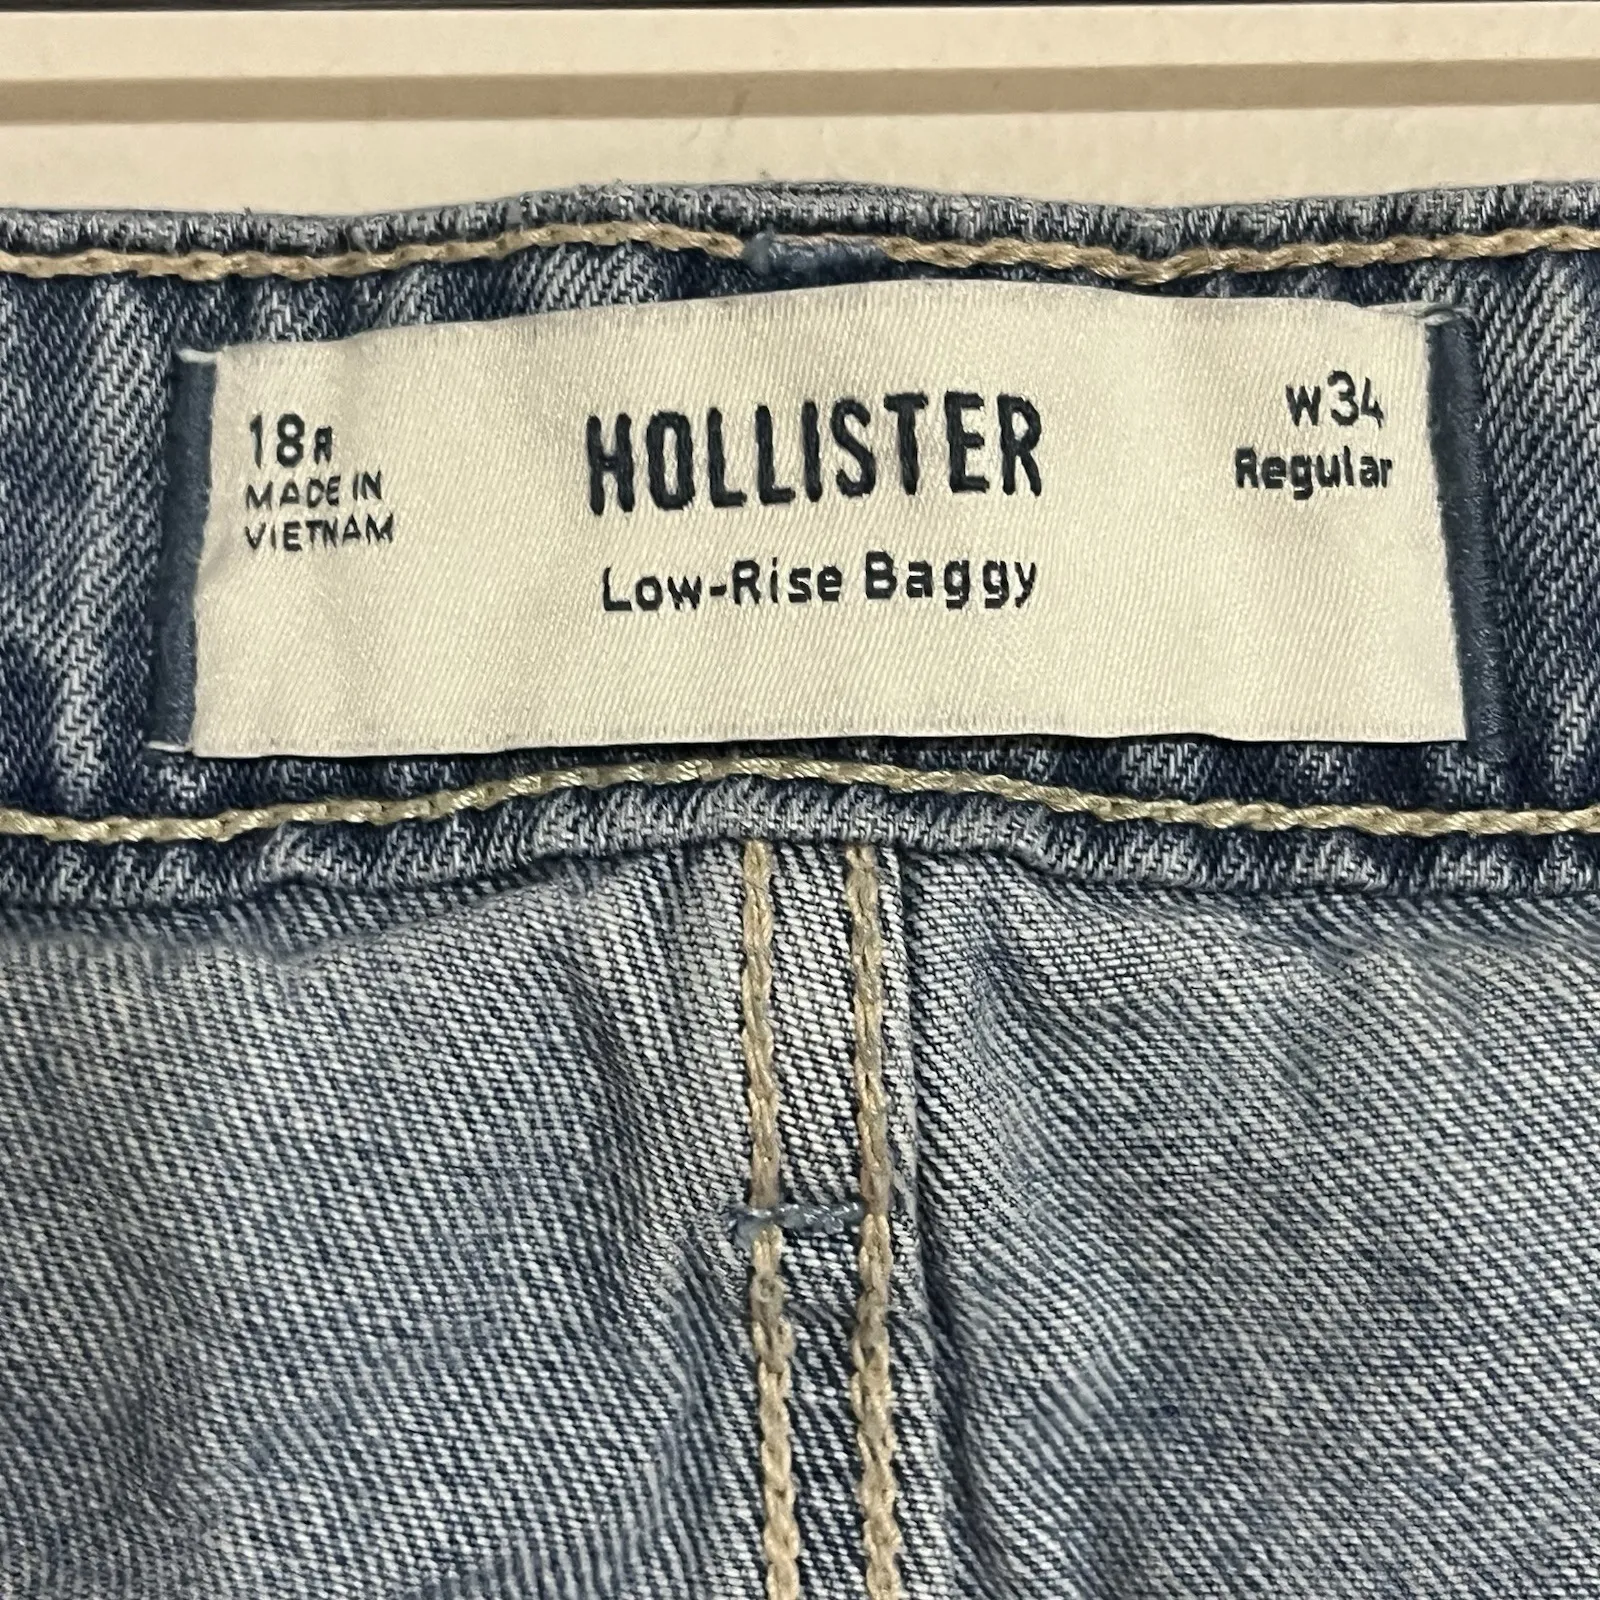 18R
MADE IN
VIETNAM
HOLLISTER
Low-Rise Baggy
W34
Regular